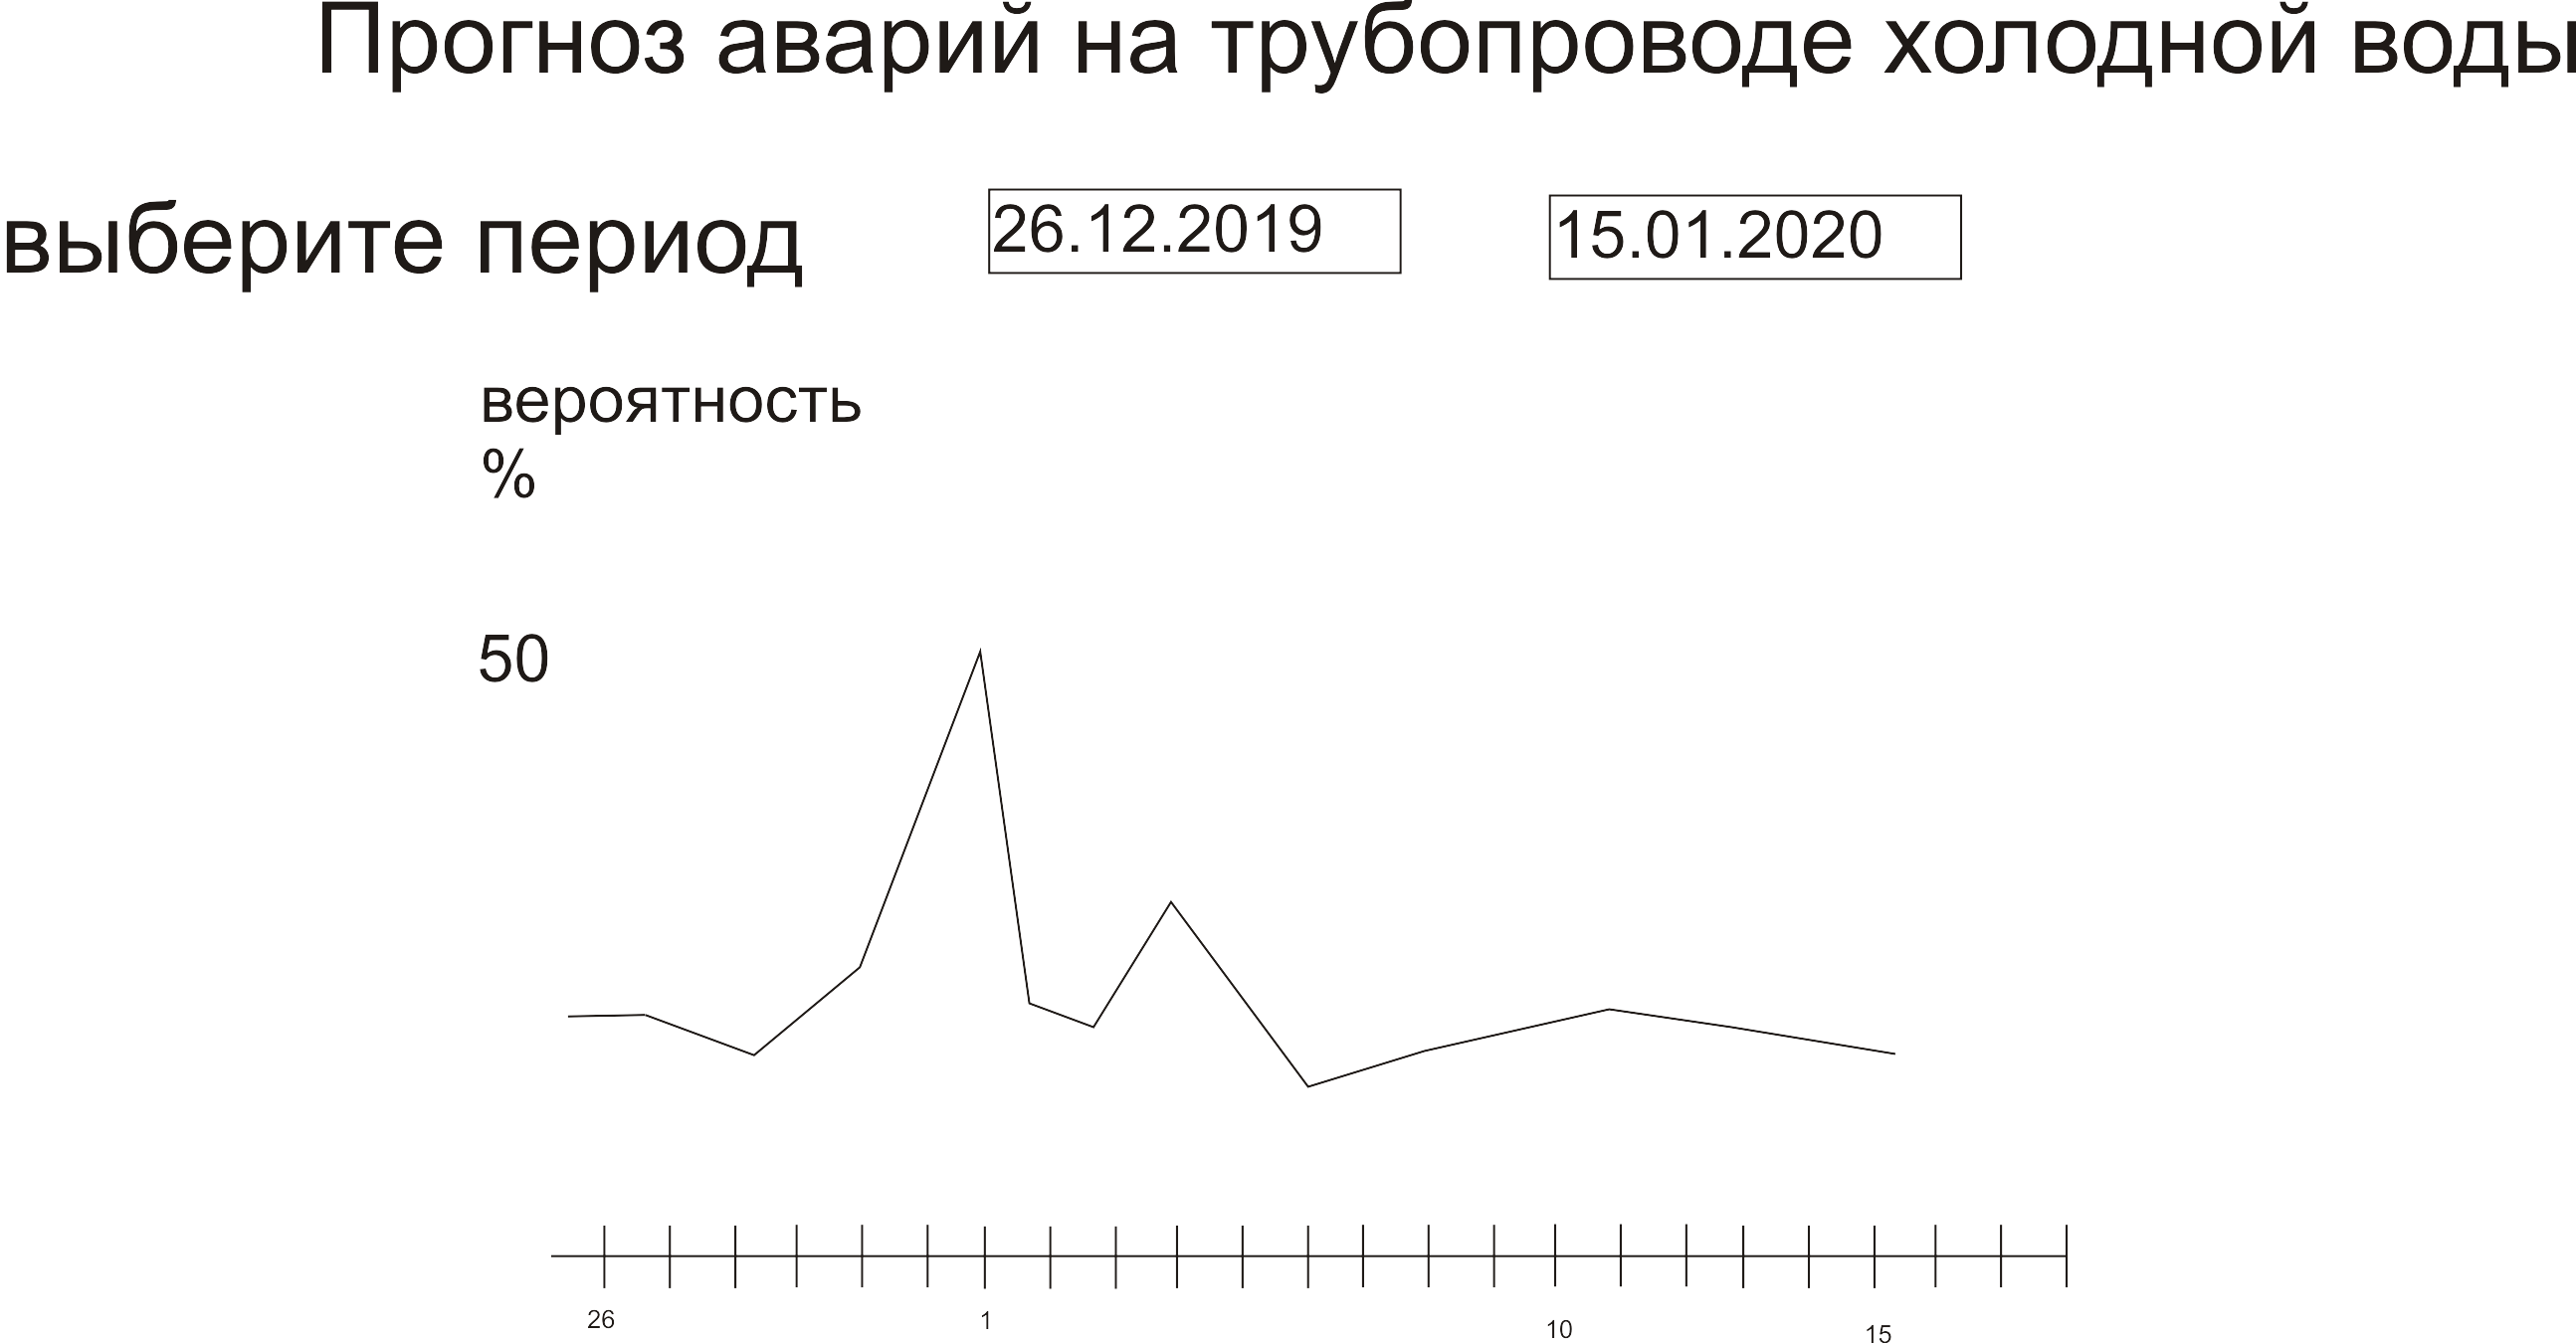 Прогноз аварий на трубопроводе холодной воды
выберите период 26.12.2019 15.01.2020
вероятность
%
50
26 1 10 15